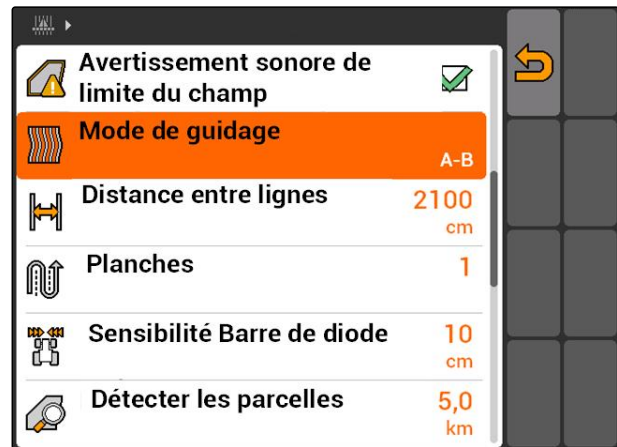 Avertissement sonore de
limite du champ
Mode de guidage
A-B
Distance entre lignes
2100
cm
Planches
1
Sensibilité Barre de diode
10
cm
Détecter les parcelles
5,0
km